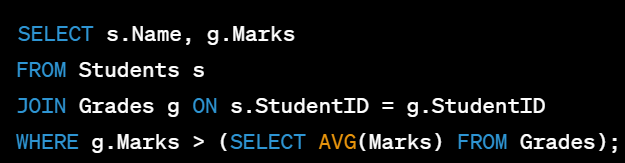 SELECT s.Name, g.Marks
FROM Students s
JOIN Grades g ON s.StudentID = g.StudentID
WHERE g.Marks > (SELECT AVG(Marks) FROM Grades);